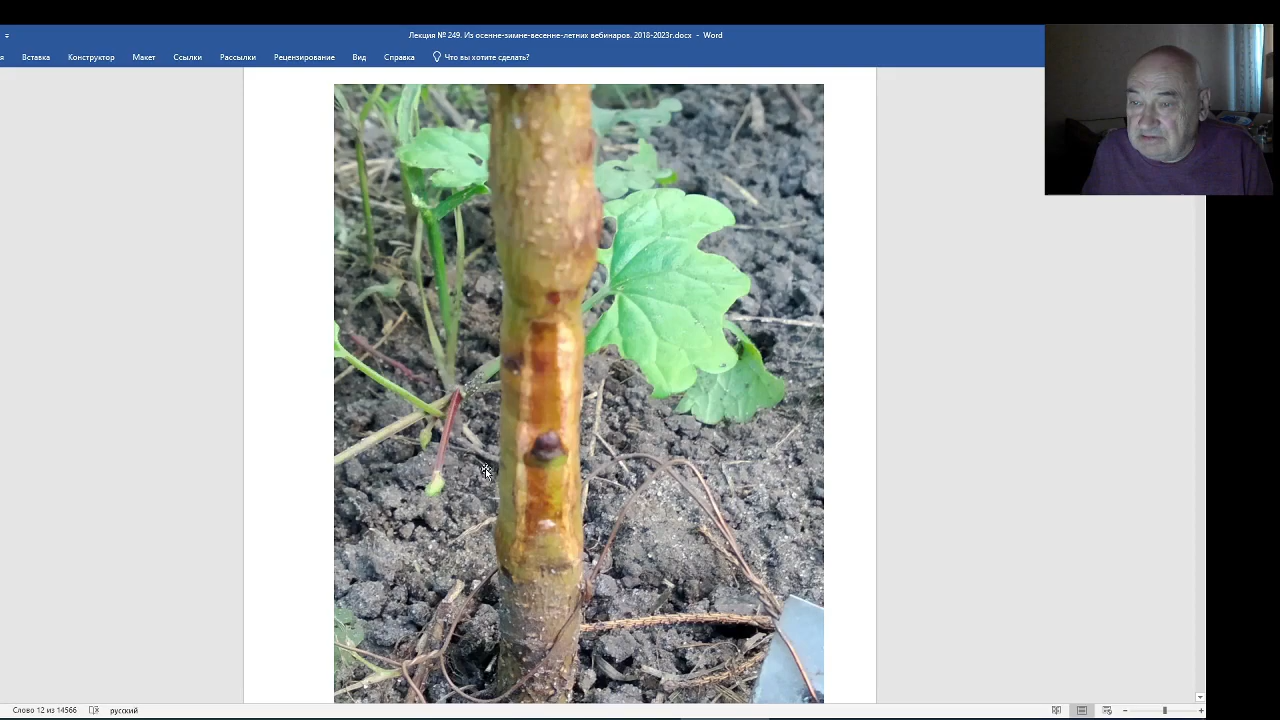 Лекция № 249. Из осенне-зимне-весенне-летних вебинаров. 2018-2023г.docx - Word
я Вставка Конструктор Макет Ссылки Рассылки Рецензирование Вид Справка Что вы хотите сделать?
Слово 12 из 14566 русский